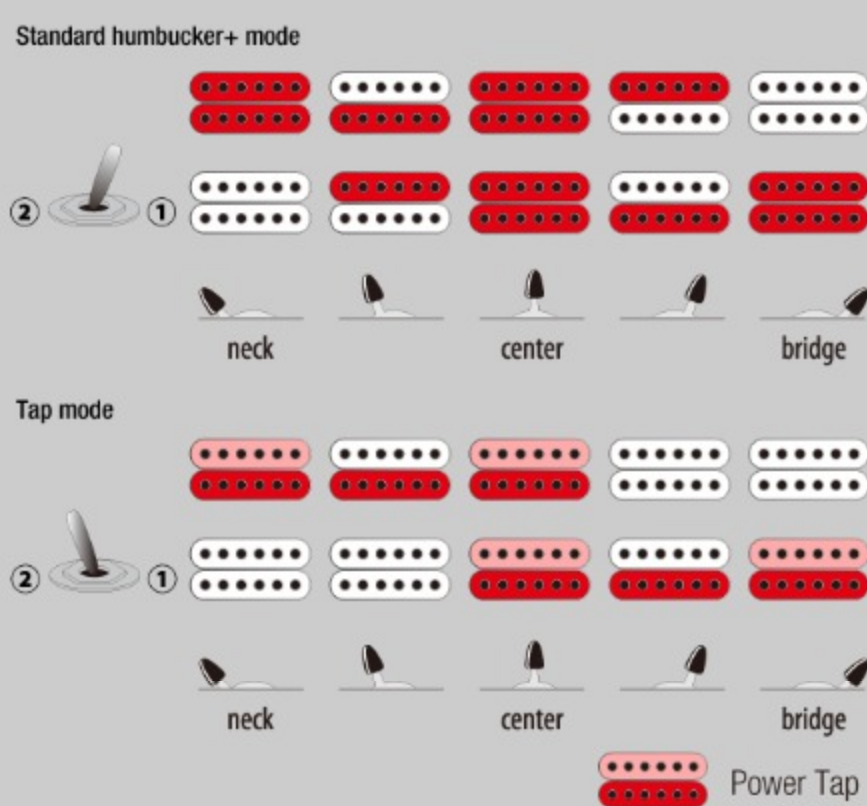 Standard humbucker+ mode
② ①
neck center bridge
Tap mode
② ①
neck center bridge
Power Tap